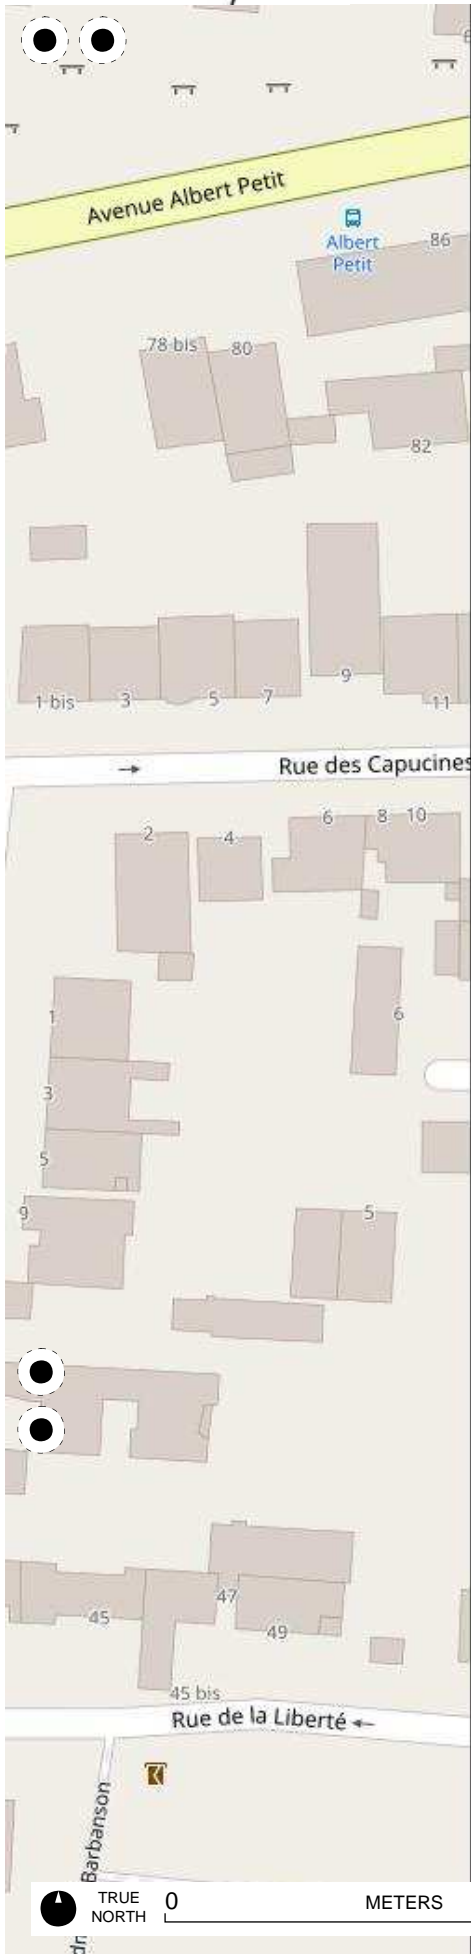 Avenue Albert Petit
Albert
Petit
86
78 bis
80
82
1 bis
3
5
7
9
11
Rue des Capucines
2
4
6
8
10
6
1
3
5
9
5
45
47
49
45 bis
Rue de la Liberté
Barbanson
TRUE
NORTH
0
METERS